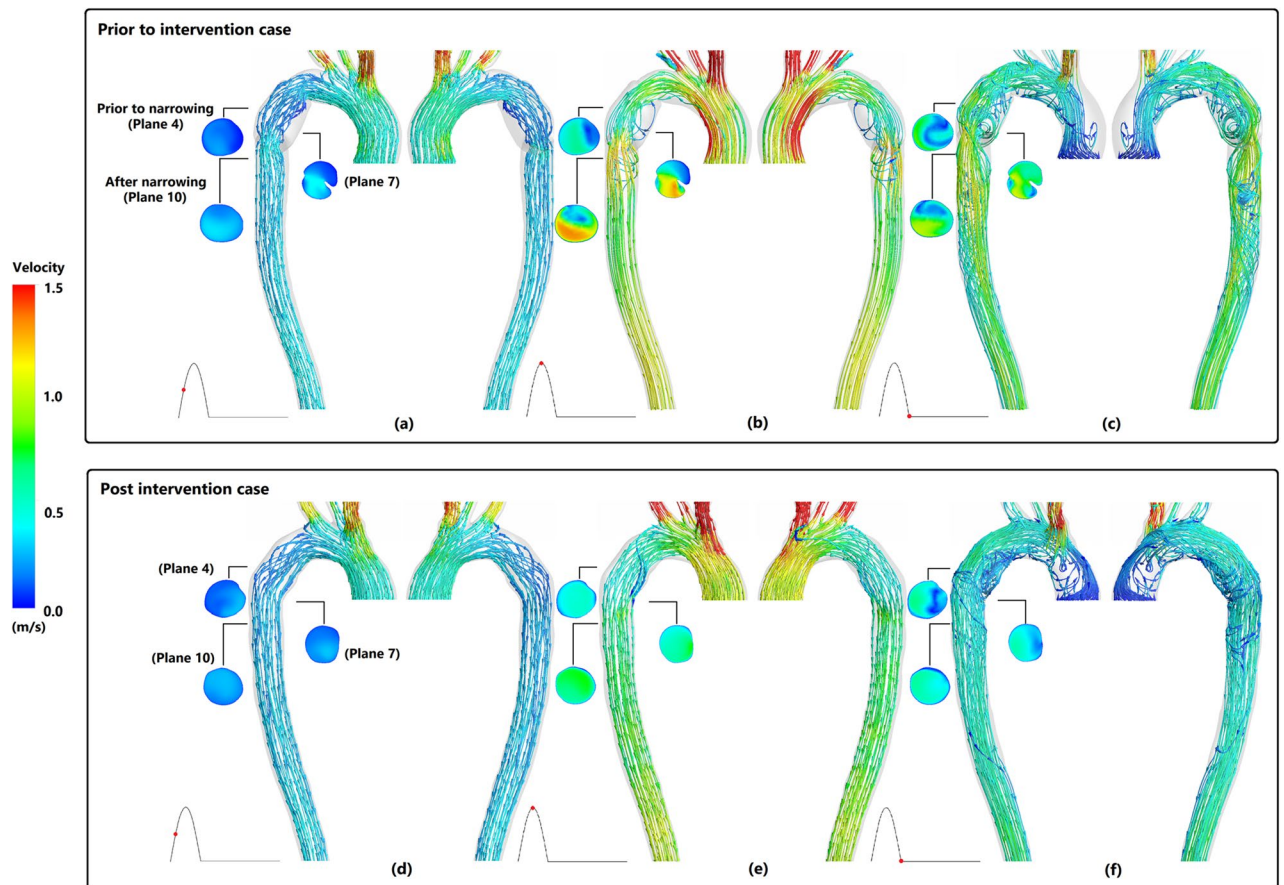 Prior to intervention case
Prior to narrowing
(Plane 4)
After narrowing
(Plane 10)
(Plane 7)
(a)
(b)
(c)
Velocity
1.5
1.0
0.5
0.0
(m/s)
Post intervention case
(Plane 4)
(Plane 10)
(Plane 7)
(d)
(e)
(f)